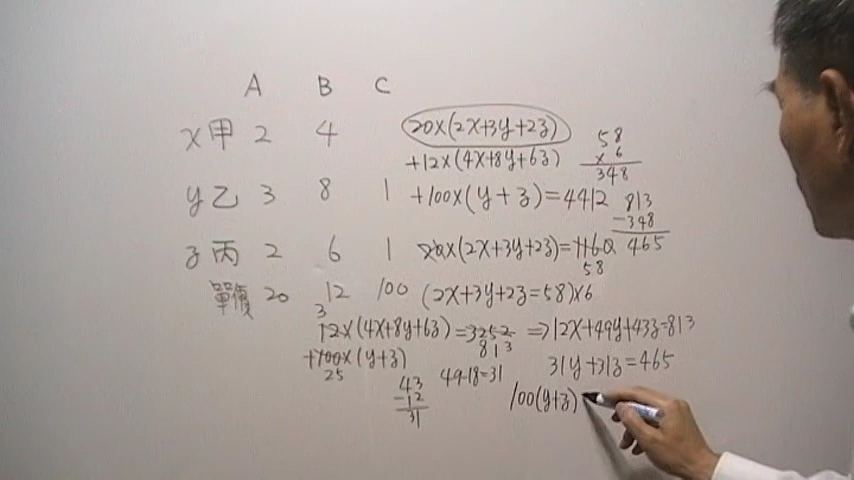 A B C
x 甲 2 4
y 乙 3 8 1
z 丙 2 6 1
單價 20 12 100
20x(2x+3y+2z)
+12x(4x+8y+6z)
+100x(y+z)=4412
20x(2x+3y+2z)=1160
58
(2x+3y+2z=58)x6
3
12x(4x+8y+6z)=3252
813
+100x(y+z)
25
⇒12x+49y+43z=813
31y+31z=465
100(y+z)
49-18=31
43
-12
31
58
x 6
348
813
-348
465